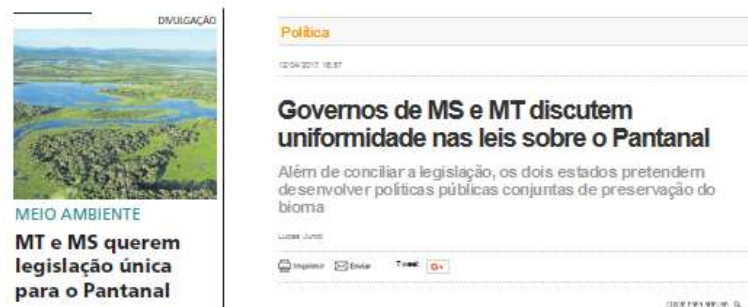 DIVULGAÇÃO
MEIO AMBIENTE
MT e MS querem
legislação única
para o Pantanal
Política
12/04/2017 16:37
Governos de MS e MT discutem
uniformidade nas leis sobre o Pantanal
Além de conciliar a legislação, os dois estados pretendem
desenvolver políticas públicas conjuntas de preservação do
bioma
Imprimir Enviar Tweet G+